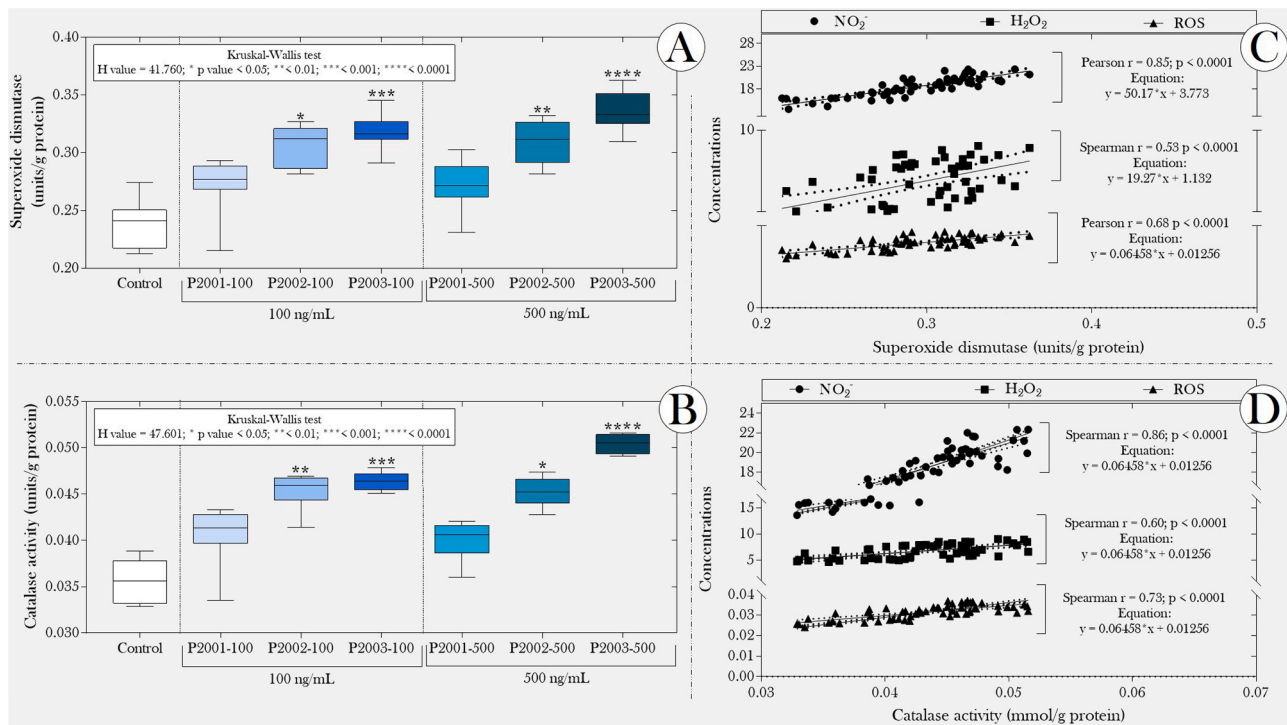 A
0.40
0.35
0.30
0.25
0.20
Superoxide dismutase
(units/g protein)
Kruskal-Wallis test
H value = 41.760; * p value < 0.05; **< 0.01; ***< 0.001; ****< 0.0001
*
***
**
****
Control
P2001-100
P2002-100
P2003-100
P2001-500
P2002-500
P2003-500
100 ng/mL
500 ng/mL
B
0.055
0.050
0.045
0.040
0.035
0.030
Catalase activity (units/g protein)
Kruskal-Wallis test
H value = 47.601; * p value < 0.05; **< 0.01; ***< 0.001; ****< 0.0001
**
***
*
****
Control
P2001-100
P2002-100
P2003-100
P2001-500
P2002-500
P2003-500
100 ng/mL
500 ng/mL
C
NO₂⁻
H₂O₂
ROS
28
23
18
10
0
Concentrations
Pearson r = 0.85; p < 0.0001
Equation:
y = 50.17*x + 3.773
Spearman r = 0.53 p < 0.0001
Equation:
y = 19.27*x + 1.132
Pearson r = 0.68 p < 0.0001
Equation:
y = 0.06458*x + 0.01256
0.2
0.3
0.4
0.5
Superoxide dismutase (units/g protein)
D
NO₂⁻
H₂O₂
ROS
24
22
20
18
15
10
5
0.04
0.03
0.02
0.01
0.00
Concentrations
Spearman r = 0.86; p < 0.0001
Equation:
y = 0.06458*x + 0.01256
Spearman r = 0.60; p < 0.0001
Equation:
y = 0.06458*x + 0.01256
Spearman r = 0.73; p < 0.0001
Equation:
y = 0.06458*x + 0.01256
0.03
0.04
0.05
0.06
0.07
Catalase activity (mmol/g protein)